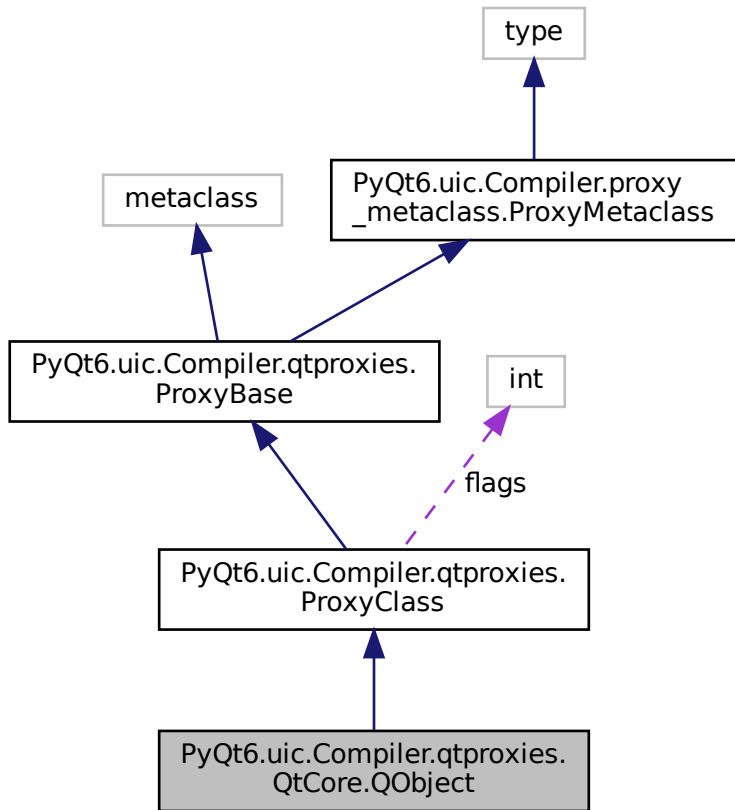 type
PyQt6.uic.Compiler.proxy
_metaclass.ProxyMetaclass
metaclass
PyQt6.uic.Compiler.qtproxies.
ProxyBase
int
flags
PyQt6.uic.Compiler.qtproxies.
ProxyClass
PyQt6.uic.Compiler.qtproxies.
QtCore.QObject